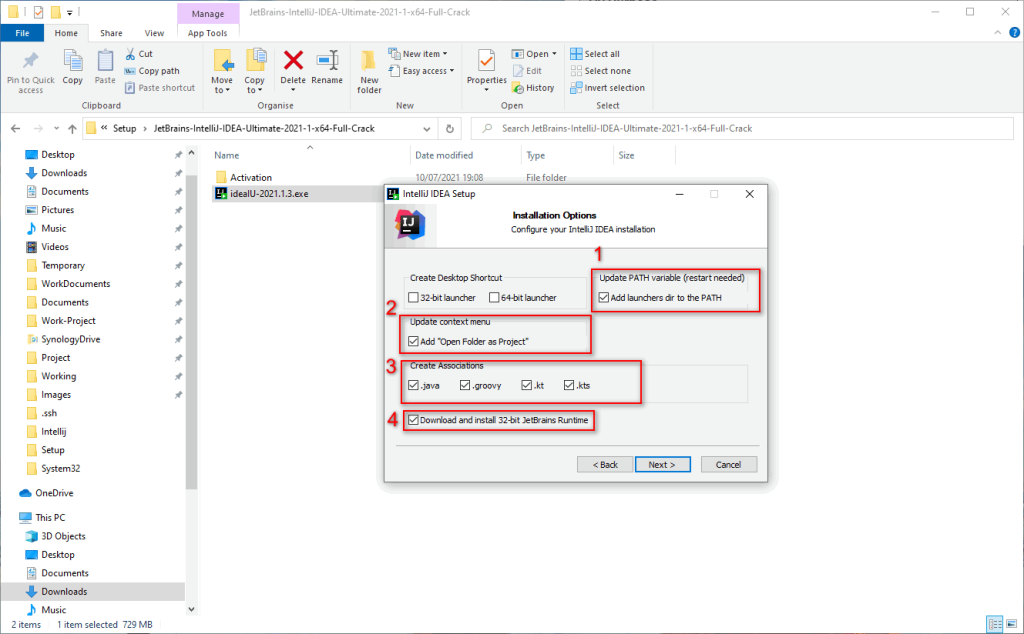 Manage
JetBrains-IntelliJ-IDEA-Ultimate-2021-1-x64-Full-Crack
File
Home
Share
View
App Tools
Pin to Quick access
Copy
Paste
Cut
Copy path
Paste shortcut
Clipboard
Move to
Copy to
Delete
Rename
Organise
New folder
New item
Easy access
New
Properties
Open
Edit
History
Open
Select all
Select none
Invert selection
Select
« Setup › JetBrains-IntelliJ-IDEA-Ultimate-2021-1-x64-Full-Crack
Search JetBrains-IntelliJ-IDEA-Ultimate-2021-1-x64-Full-Crack
Desktop
Downloads
Documents
Pictures
Music
Videos
Temporary
WorkDocuments
Documents
Work-Project
SynologyDrive
Project
Working
Images
.ssh
Intellij
Setup
System32
OneDrive
This PC
3D Objects
Desktop
Documents
Downloads
Music
Name
Date modified
Type
Size
Activation
10/07/2021 19:08
File folder
ideaIU-2021.1.3.exe
IntelliJ IDEA Setup
IJ
Installation Options
Configure your IntelliJ IDEA installation
1
Create Desktop Shortcut
32-bit launcher
64-bit launcher
Update PATH variable (restart needed)
Add launchers dir to the PATH
2
Update context menu
Add "Open Folder as Project"
3
Create Associations
.java
.groovy
.kt
.kts
4
Download and install 32-bit JetBrains Runtime
< Back
Next >
Cancel
2 items
1 item selected 729 MB